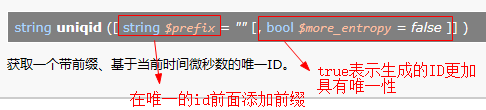 string uniqid ([ string $prefix = "" [, bool $more_entropy = false ]] )
获取一个带前缀、基于当前时间微秒数的唯一ID。
true表示生成的ID更加
具有唯一性
在唯一的id前面添加前缀